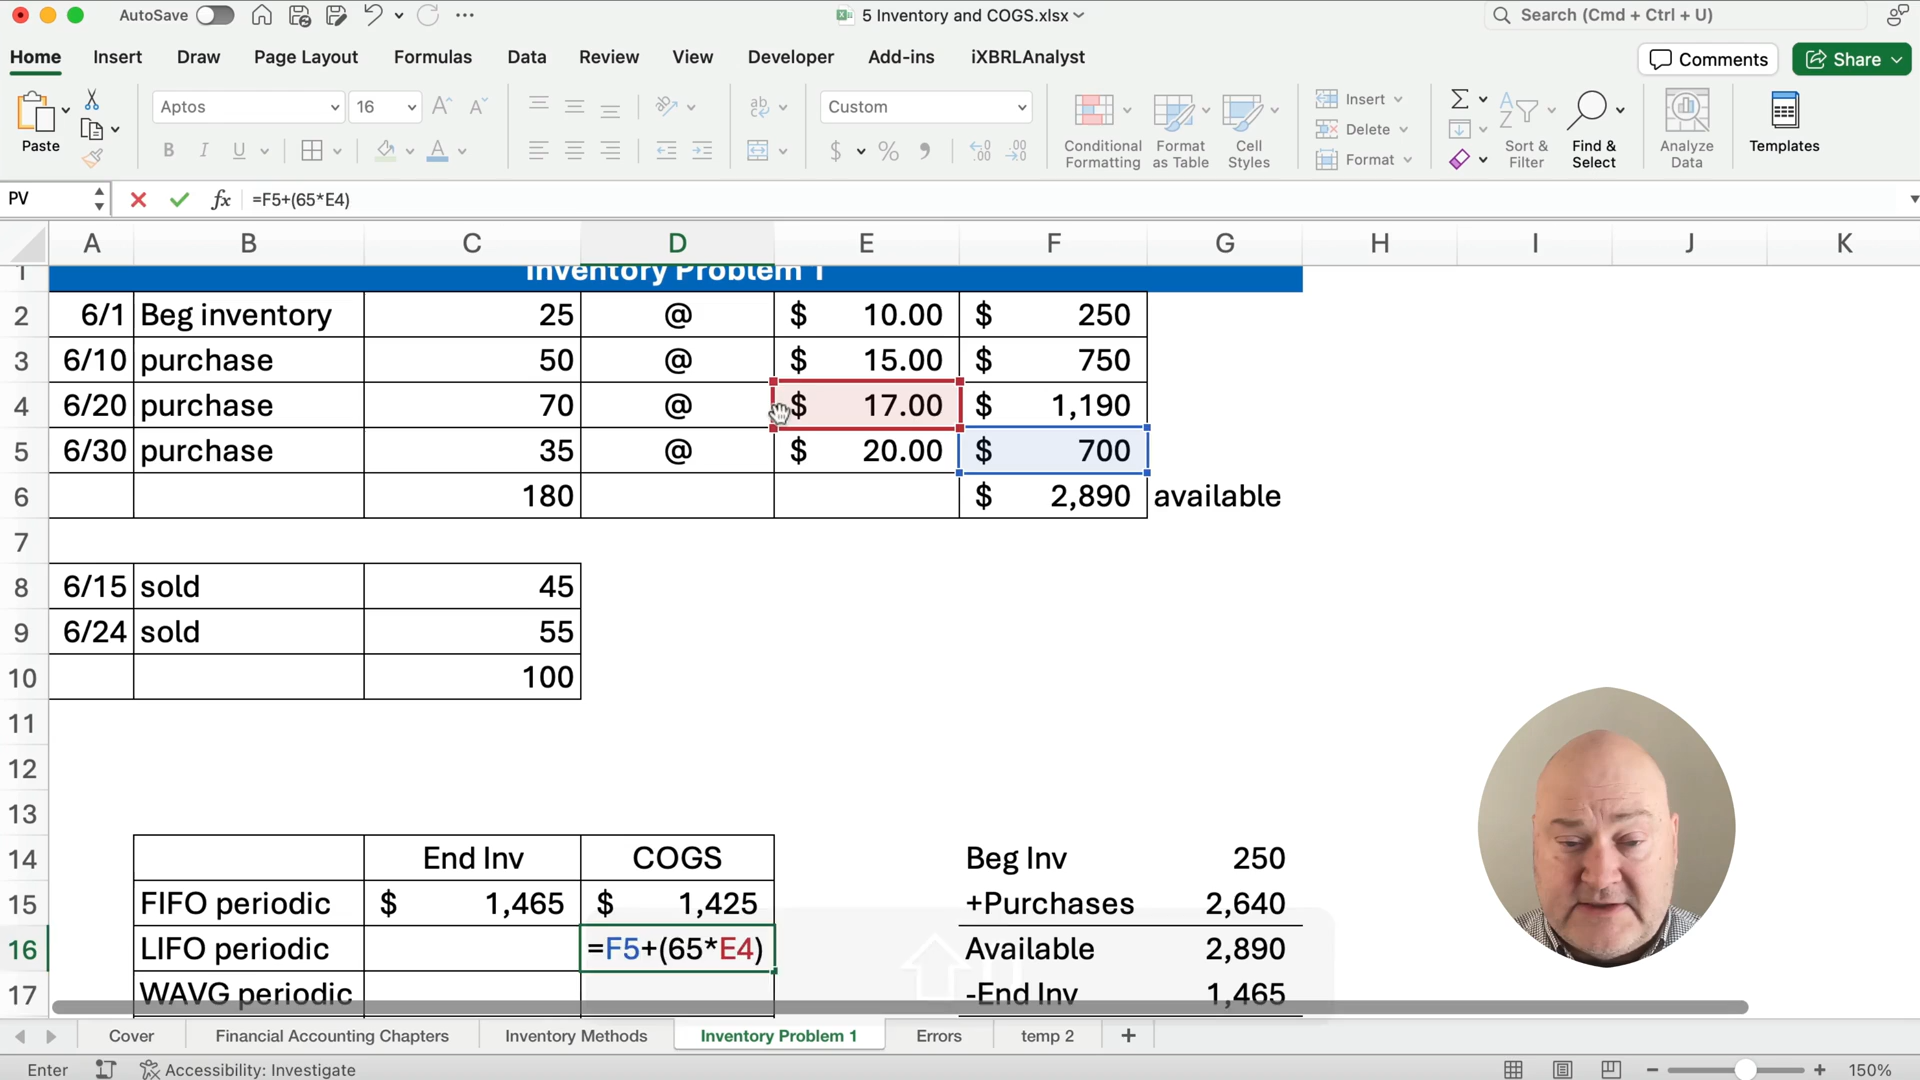 AutoSave
5 Inventory and COGS.xlsx
Search (Cmd + Ctrl + U)
Home Insert Draw Page Layout Formulas Data Review View Developer Add-ins iXBRLAnalyst
Comments Share
Paste
Aptos 16
Custom
Conditional Formatting
Format as Table
Cell Styles
Insert
Delete
Format
Sort & Filter
Find & Select
Analyze Data
Templates
PV fx =F5+(65*E4)
A B C D E F G H I J K
1 Inventory Problem 1
2 6/1 Beg inventory 25 @ $ 10.00 $ 250
3 6/10 purchase 50 @ $ 15.00 $ 750
4 6/20 purchase 70 @ $ 17.00 $ 1,190
5 6/30 purchase 35 @ $ 20.00 $ 700
6 180 $ 2,890 available
7
8 6/15 sold 45
9 6/24 sold 55
10 100
11
12
13
14 End Inv COGS Beg Inv 250
15 FIFO periodic $ 1,465 $ 1,425 +Purchases 2,640
16 LIFO periodic =F5+(65*E4) Available 2,890
17 WAVG periodic -End Inv 1,465
Cover Financial Accounting Chapters Inventory Methods Inventory Problem 1 Errors temp 2 +
Enter Accessibility: Investigate 150%